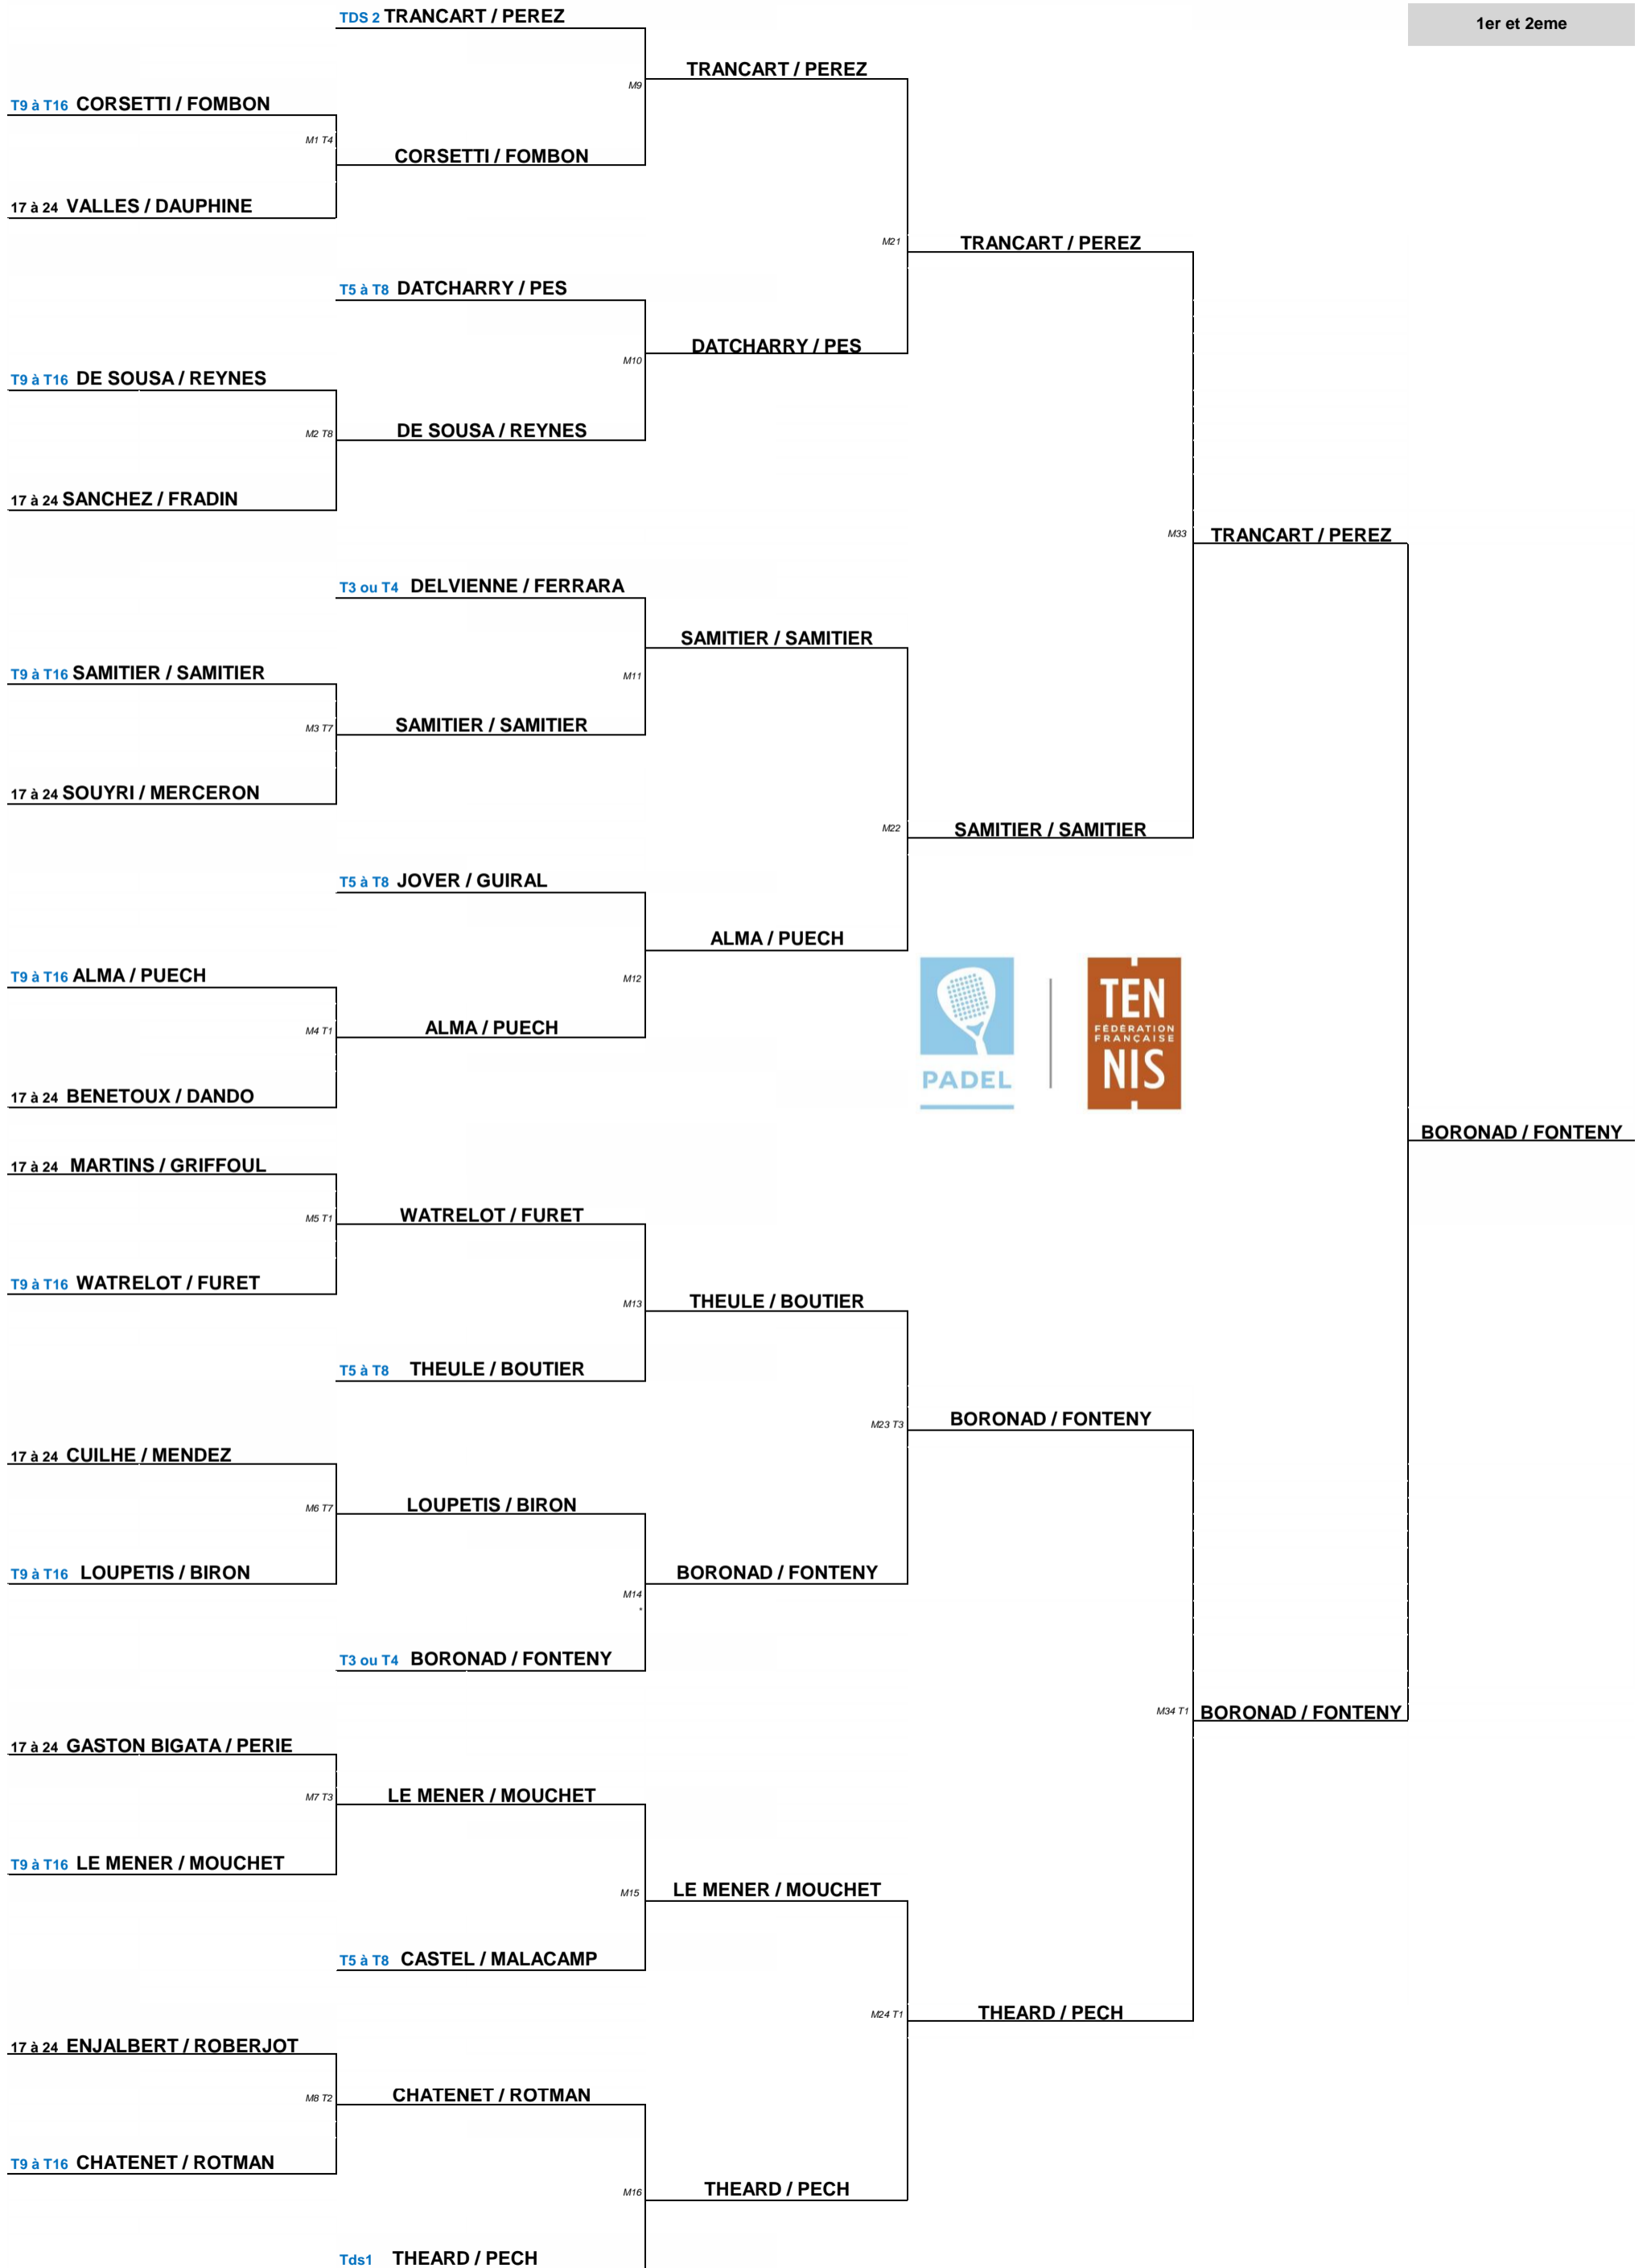 TDS 2 TRANCART / PEREZ
1er et 2eme
TRANCART / PEREZ
M9
T9 à T16 CORSETTI / FOMBON
M1 T4
CORSETTI / FOMBON
17 à 24 VALLES / DAUPHINE
M21
TRANCART / PEREZ
T5 à T8 DATCHARRY / PES
DATCHARRY / PES
M10
T9 à T16 DE SOUSA / REYNES
M2 T8
DE SOUSA / REYNES
17 à 24 SANCHEZ / FRADIN
M33
TRANCART / PEREZ
T3 ou T4 DELVIENNE / FERRARA
SAMITIER / SAMITIER
T9 à T16 SAMITIER / SAMITIER
M11
M3 T7
SAMITIER / SAMITIER
17 à 24 SOUYRI / MERCERON
M22
SAMITIER / SAMITIER
T5 à T8 JOVER / GUIRAL
ALMA / PUECH
T9 à T16 ALMA / PUECH
M12
M4 T1
ALMA / PUECH
17 à 24 BENETOUX / DANDO
PADEL
TEN
FÉDÉRATION
FRANÇAISE
NIS
BORONAD / FONTENY
17 à 24 MARTINS / GRIFFOUL
M5 T1
WATRELOT / FURET
T9 à T16 WATRELOT / FURET
M13
THEULE / BOUTIER
T5 à T8 THEULE / BOUTIER
M23 T3
BORONAD / FONTENY
17 à 24 CUILHE / MENDEZ
M6 T7
LOUPETIS / BIRON
T9 à T16 LOUPETIS / BIRON
BORONAD / FONTENY
M14
*
T3 ou T4 BORONAD / FONTENY
M34 T1
BORONAD / FONTENY
17 à 24 GASTON BIGATA / PERIE
M7 T3
LE MENER / MOUCHET
T9 à T16 LE MENER / MOUCHET
M15
LE MENER / MOUCHET
T5 à T8 CASTEL / MALACAMP
M24 T1
THEARD / PECH
17 à 24 ENJALBERT / ROBERJOT
M8 T2
CHATENET / ROTMAN
T9 à T16 CHATENET / ROTMAN
M16
THEARD / PECH
Tds1 THEARD / PECH